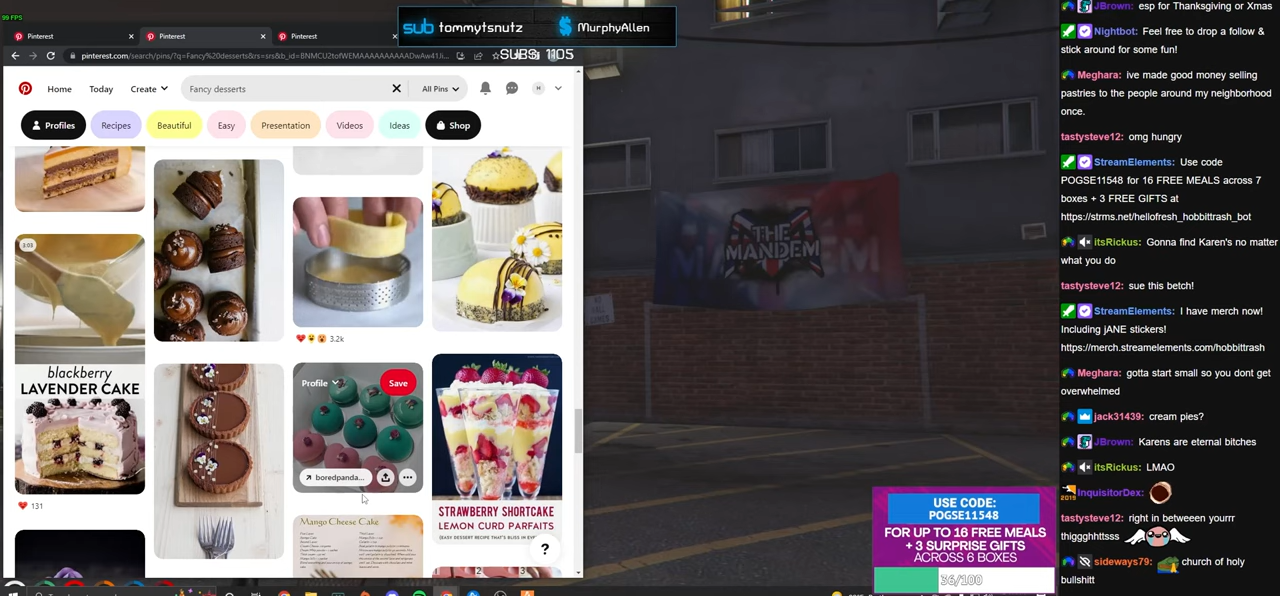 99 FPS
sub tommytsnutz
$ MurphyAllen
SUBS: 1105
Pinterest
Pinterest
Pinterest
Home
Today
Create
Fancy desserts
All Pins
Profiles
Recipes
Beautiful
Easy
Presentation
Videos
Ideas
Shop
3:03
3.2k
blackberry
LAVENDER CAKE
131
Profile
Save
boredpanda...
Mango Cheese Cake
STRAWBERRY SHORTCAKE
LEMON CURD PARFAITS
?
THE
MANDEM
USE CODE:
POGSE11548
FOR UP TO 16 FREE MEALS
+ 3 SURPRISE GIFTS
ACROSS 6 BOXES
36/100
JBrown: esp for Thanksgiving or Xmas
Nightbot: Feel free to drop a follow &
stick around for some fun!
Meghara: ive made good money selling
pastries to the people around my neighborhood
once.
tastysteve12: omg hungry
StreamElements: Use code
POGSE11548 for 16 FREE MEALS across 7
boxes + 3 FREE GIFTS at
https://strms.net/hellofresh_hobbittrash_bot
itsRickus: Gonna find Karen's no matter
what you do
tastysteve12: sue this betch!
StreamElements: I have merch now!
Including jANE stickers!
https://merch.streamelements.com/hobbittrash
Meghara: gotta start small so you dont get
overwhelmed
jack31439: cream pies?
JBrown: Karens are eternal bitches
itsRickus: LMAO
2019 InquisitorDex:
tastysteve12: right in betweeen yourrr
thiggghhttsss
sideways79: church of holy
bullshitt